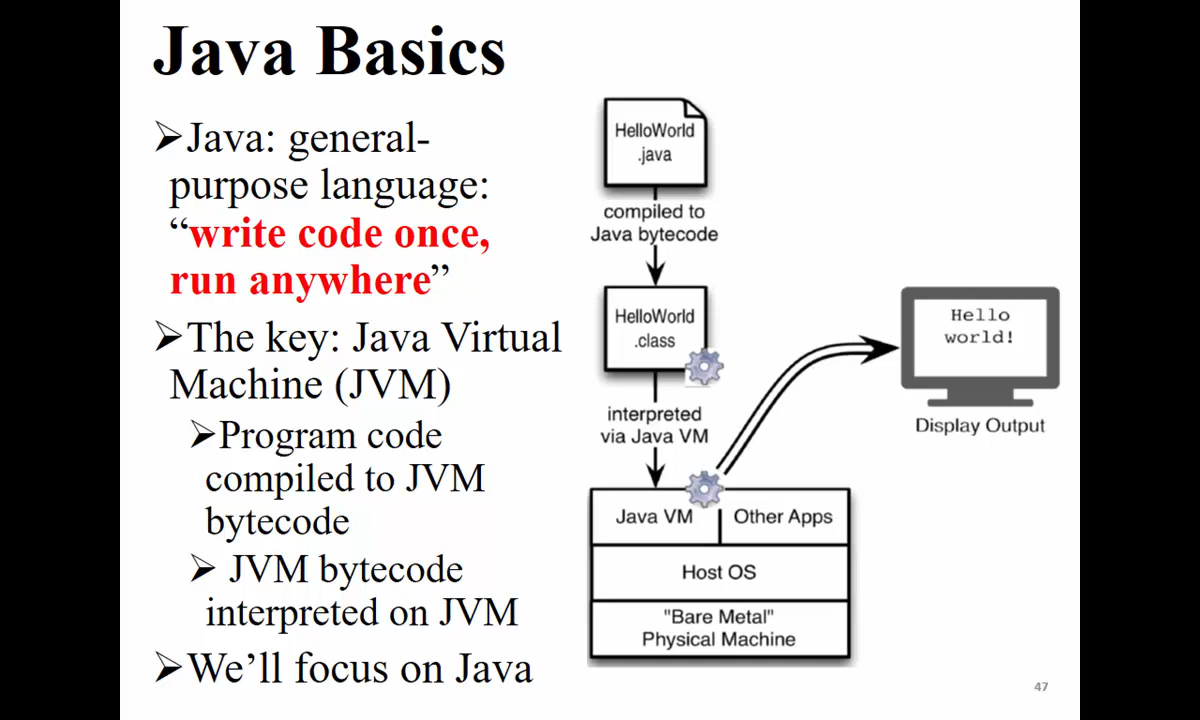 Java Basics
➢Java: general-
purpose language:
“write code once,
run anywhere”
➢The key: Java Virtual
Machine (JVM)
➢Program code
compiled to JVM
bytecode
➢ JVM bytecode
interpreted on JVM
➢We’ll focus on Java
HelloWorld
.java
compiled to
Java bytecode
HelloWorld
.class
interpreted
via Java VM
Java VM
Other Apps
Host OS
"Bare Metal"
Physical Machine
Hello
world!
Display Output
47